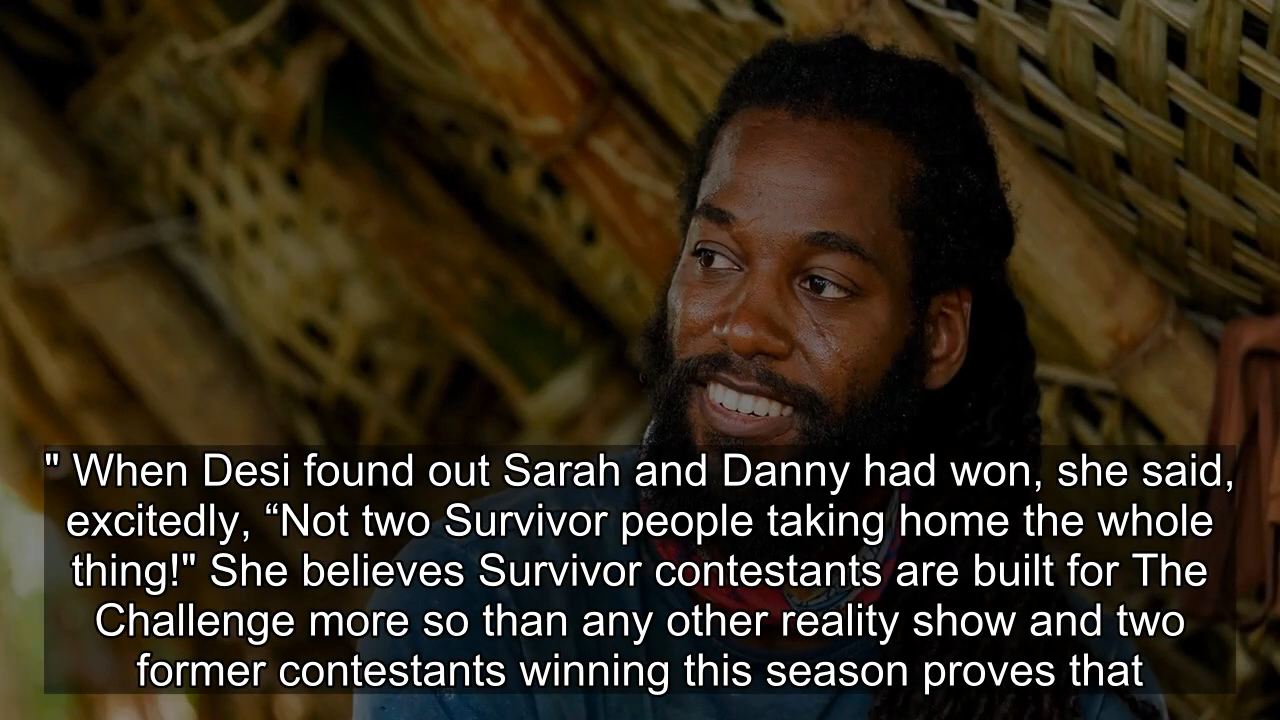 " When Desi found out Sarah and Danny had won, she said,
excitedly, “Not two Survivor people taking home the whole
thing!" She believes Survivor contestants are built for The
Challenge more so than any other reality show and two
former contestants winning this season proves that